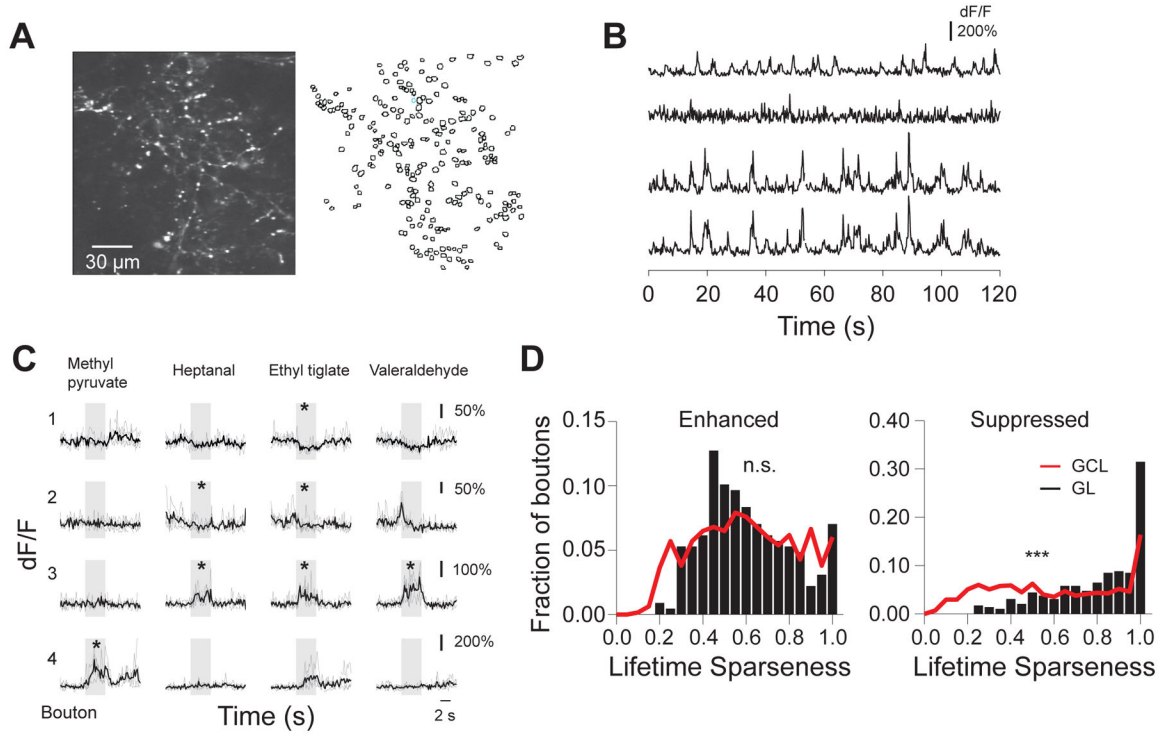 A
30 µm
B
dF/F
200%
0 20 40 60 80 100 120
Time (s)
C
Methyl pyruvate
Heptanal
Ethyl tiglate
Valeraldehyde
1
*
50%
2
* *
50%
3
* * *
100%
4
*
200%
dF/F
Bouton
Time (s)
2 s
D
Enhanced
n.s.
0.15
0.10
0.05
0.00
Fraction of boutons
0.0 0.2 0.4 0.6 0.8 1.0
Lifetime Sparseness
Suppressed
GCL
GL
***
0.40
0.30
0.20
0.10
0.00
0.0 0.2 0.4 0.6 0.8 1.0
Lifetime Sparseness